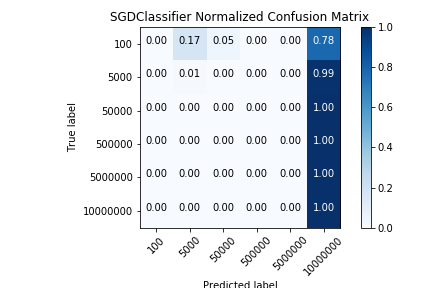 SGDClassifier Normalized Confusion Matrix
100 0.00 0.17 0.05 0.00 0.00 0.78
5000 0.00 0.01 0.00 0.00 0.00 0.99
50000 0.00 0.00 0.00 0.00 0.00 1.00
500000 0.00 0.00 0.00 0.00 0.00 1.00
5000000 0.00 0.00 0.00 0.00 0.00 1.00
10000000 0.00 0.00 0.00 0.00 0.00 1.00
True label
100 5000 50000 500000 5000000 10000000
Predicted label
1.0
0.8
0.6
0.4
0.2
0.0